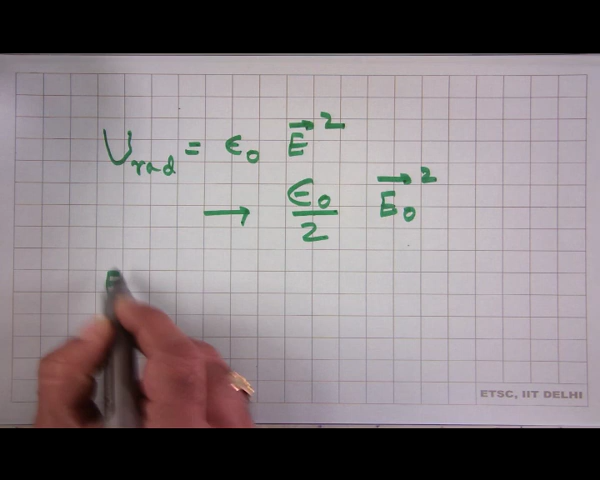 U_rad = ε₀ E⃗²
→ ε₀/2 E⃗₀²
ETSC, IIT DELHI